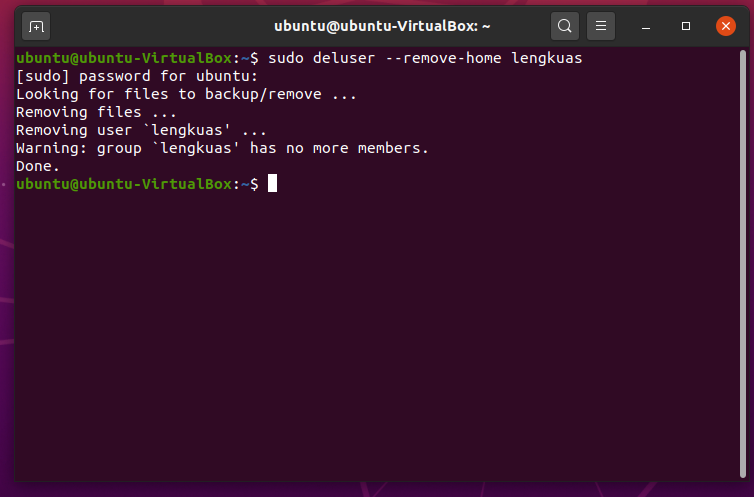 ubuntu@ubuntu-VirtualBox: ~
ubuntu@ubuntu-VirtualBox:~$ sudo deluser --remove-home lengkuas
[sudo] password for ubuntu:
Looking for files to backup/remove ...
Removing files ...
Removing user `lengkuas' ...
Warning: group `lengkuas' has no more members.
Done.
ubuntu@ubuntu-VirtualBox:~$